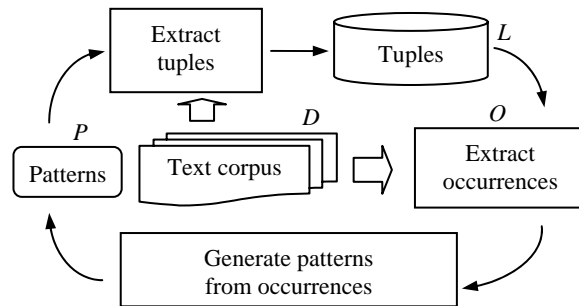 Extract
tuples
Tuples
L
P
D
O
Patterns
Text corpus
Extract
occurrences
Generate patterns
from occurrences